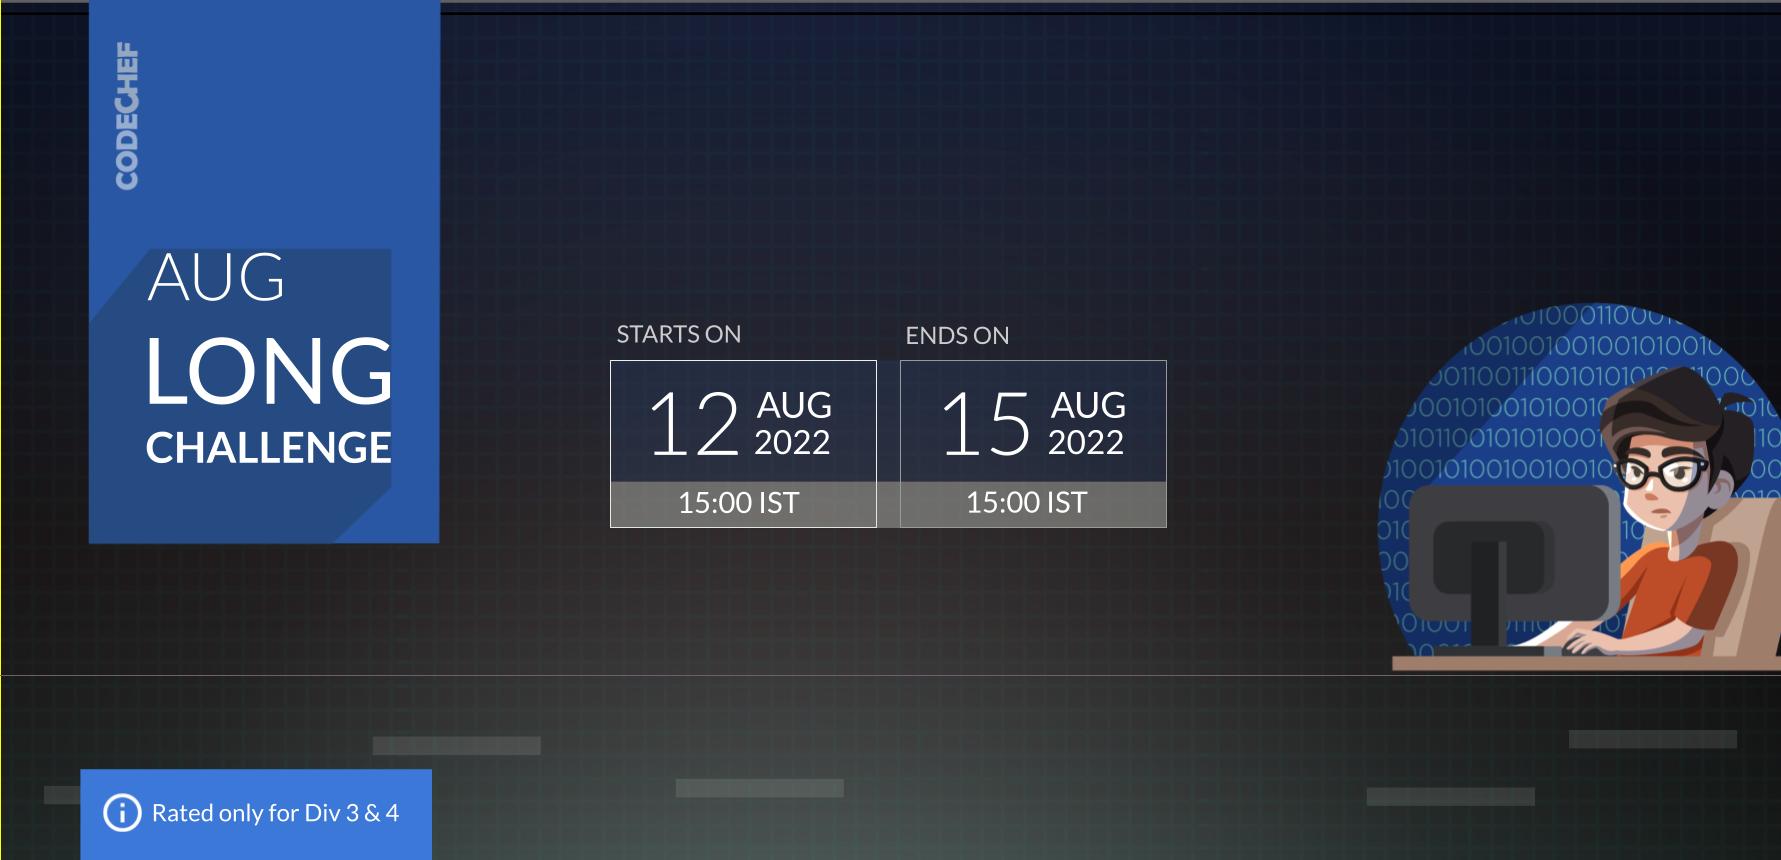 CODECHEF
AUG
LONG
CHALLENGE
STARTS ON
12 AUG 2022
15:00 IST
ENDS ON
15 AUG 2022
15:00 IST
Rated only for Div 3 & 4